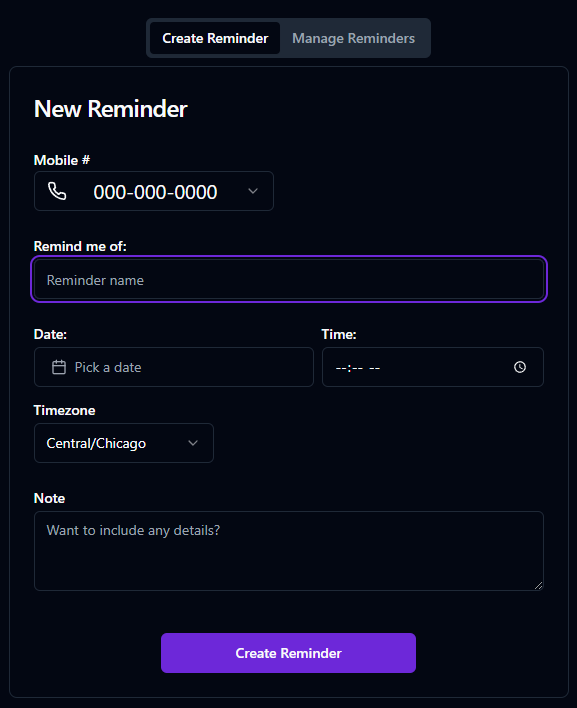 Create Reminder Manage Reminders
New Reminder
Mobile #
000-000-0000
Remind me of:
Reminder name
Date: Time:
Pick a date --:-- --
Timezone
Central/Chicago
Note
Want to include any details?
Create Reminder